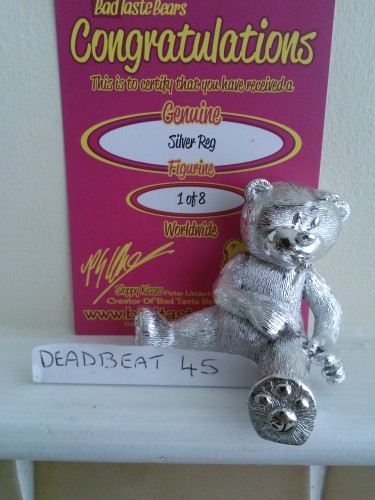 Bad Taste Bears
Congratulations
This is to certify that you have received a
Genuine
Silver Reg
Figurine
1 of 8
Worldwide
Sloppy Kisses Peter
Creator Of Bad Taste
DEADBEAT 45